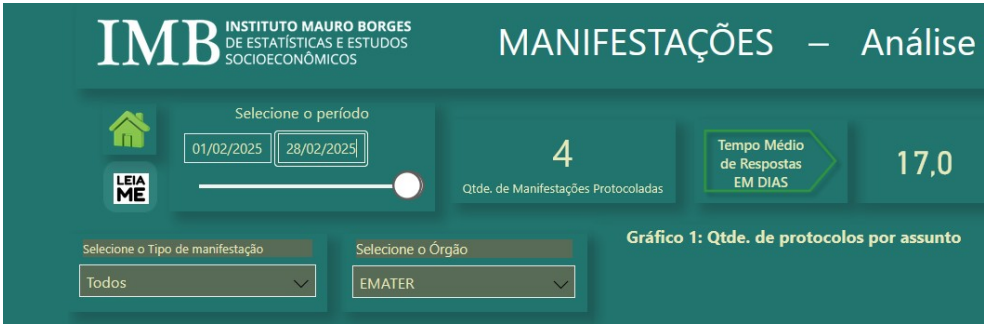 IMB INSTITUTO MAURO BORGES
DE ESTATÍSTICAS E ESTUDOS
SOCIOECONÔMICOS
MANIFESTAÇÕES – Análise
Selecione o período
01/02/2025 28/02/2025
LEIA
ME
4
Qtde. de Manifestações Protocoladas
Tempo Médio
de Respostas
EM DIAS
17,0
Selecione o Tipo de manifestação
Todos
Selecione o Órgão
EMATER
Gráfico 1: Qtde. de protocolos por assunto